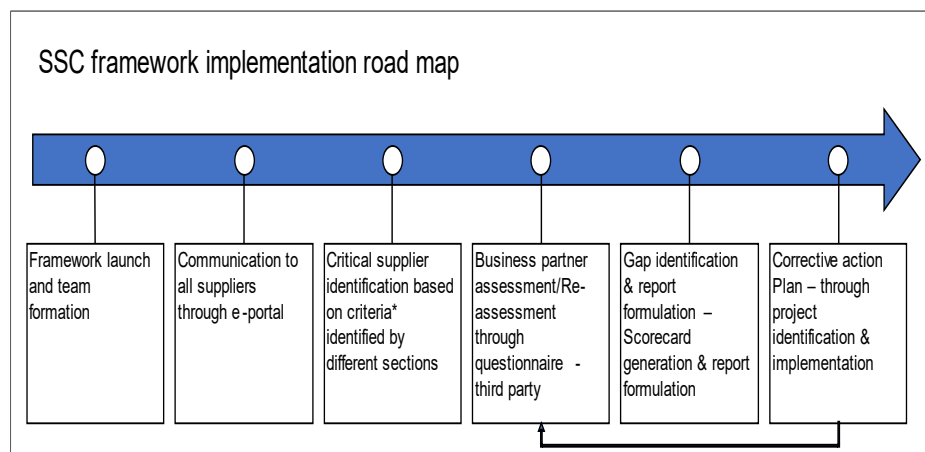 SSC framework implementation road map
Framework launch
and team
formation
Communication to
all suppliers
through e-portal
Critical supplier
identification based
on criteria*
identified by
different sections
Business partner
assessment/Re-
assessment
through
questionnaire -
third party
Gap identification
& report
formulation –
Scorecard
generation & report
formulation
Corrective action
Plan – through
project
identification &
implementation